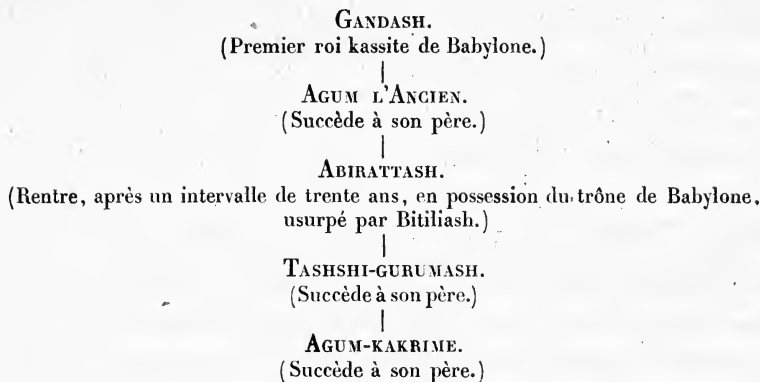 GANDASH.
(Premier roi kassite de Babylone.)
AGUM L'ANCIEN.
(Succède à son père.)
ABIRATTASH.
(Rentre, après un intervalle de trente ans, en possession du trône de Babylone,
usurpé par Bitiliash.)
TASHSHI-GURUMASH.
(Succède à son père.)
AGUM-KAKRIME.
(Succède à son père.)